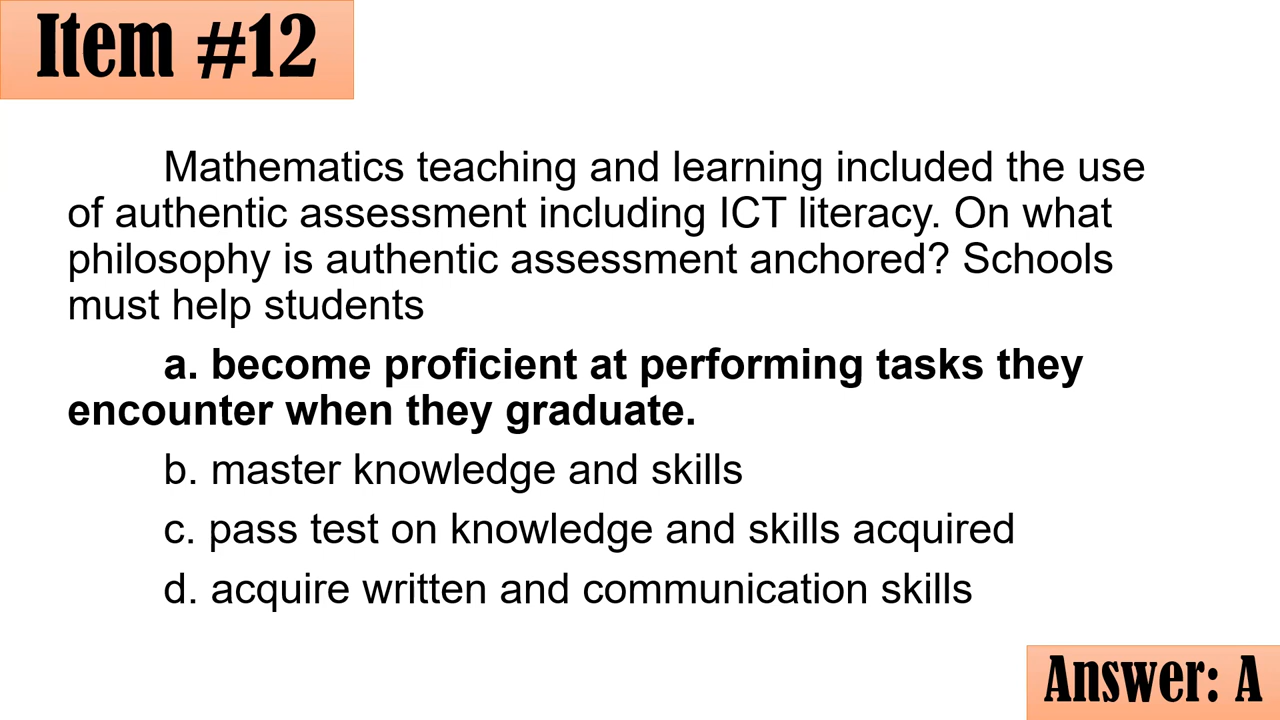 Item #12
Mathematics teaching and learning included the use
of authentic assessment including ICT literacy. On what
philosophy is authentic assessment anchored? Schools
must help students
a. become proficient at performing tasks they
encounter when they graduate.
b. master knowledge and skills
c. pass test on knowledge and skills acquired
d. acquire written and communication skills
Answer: A